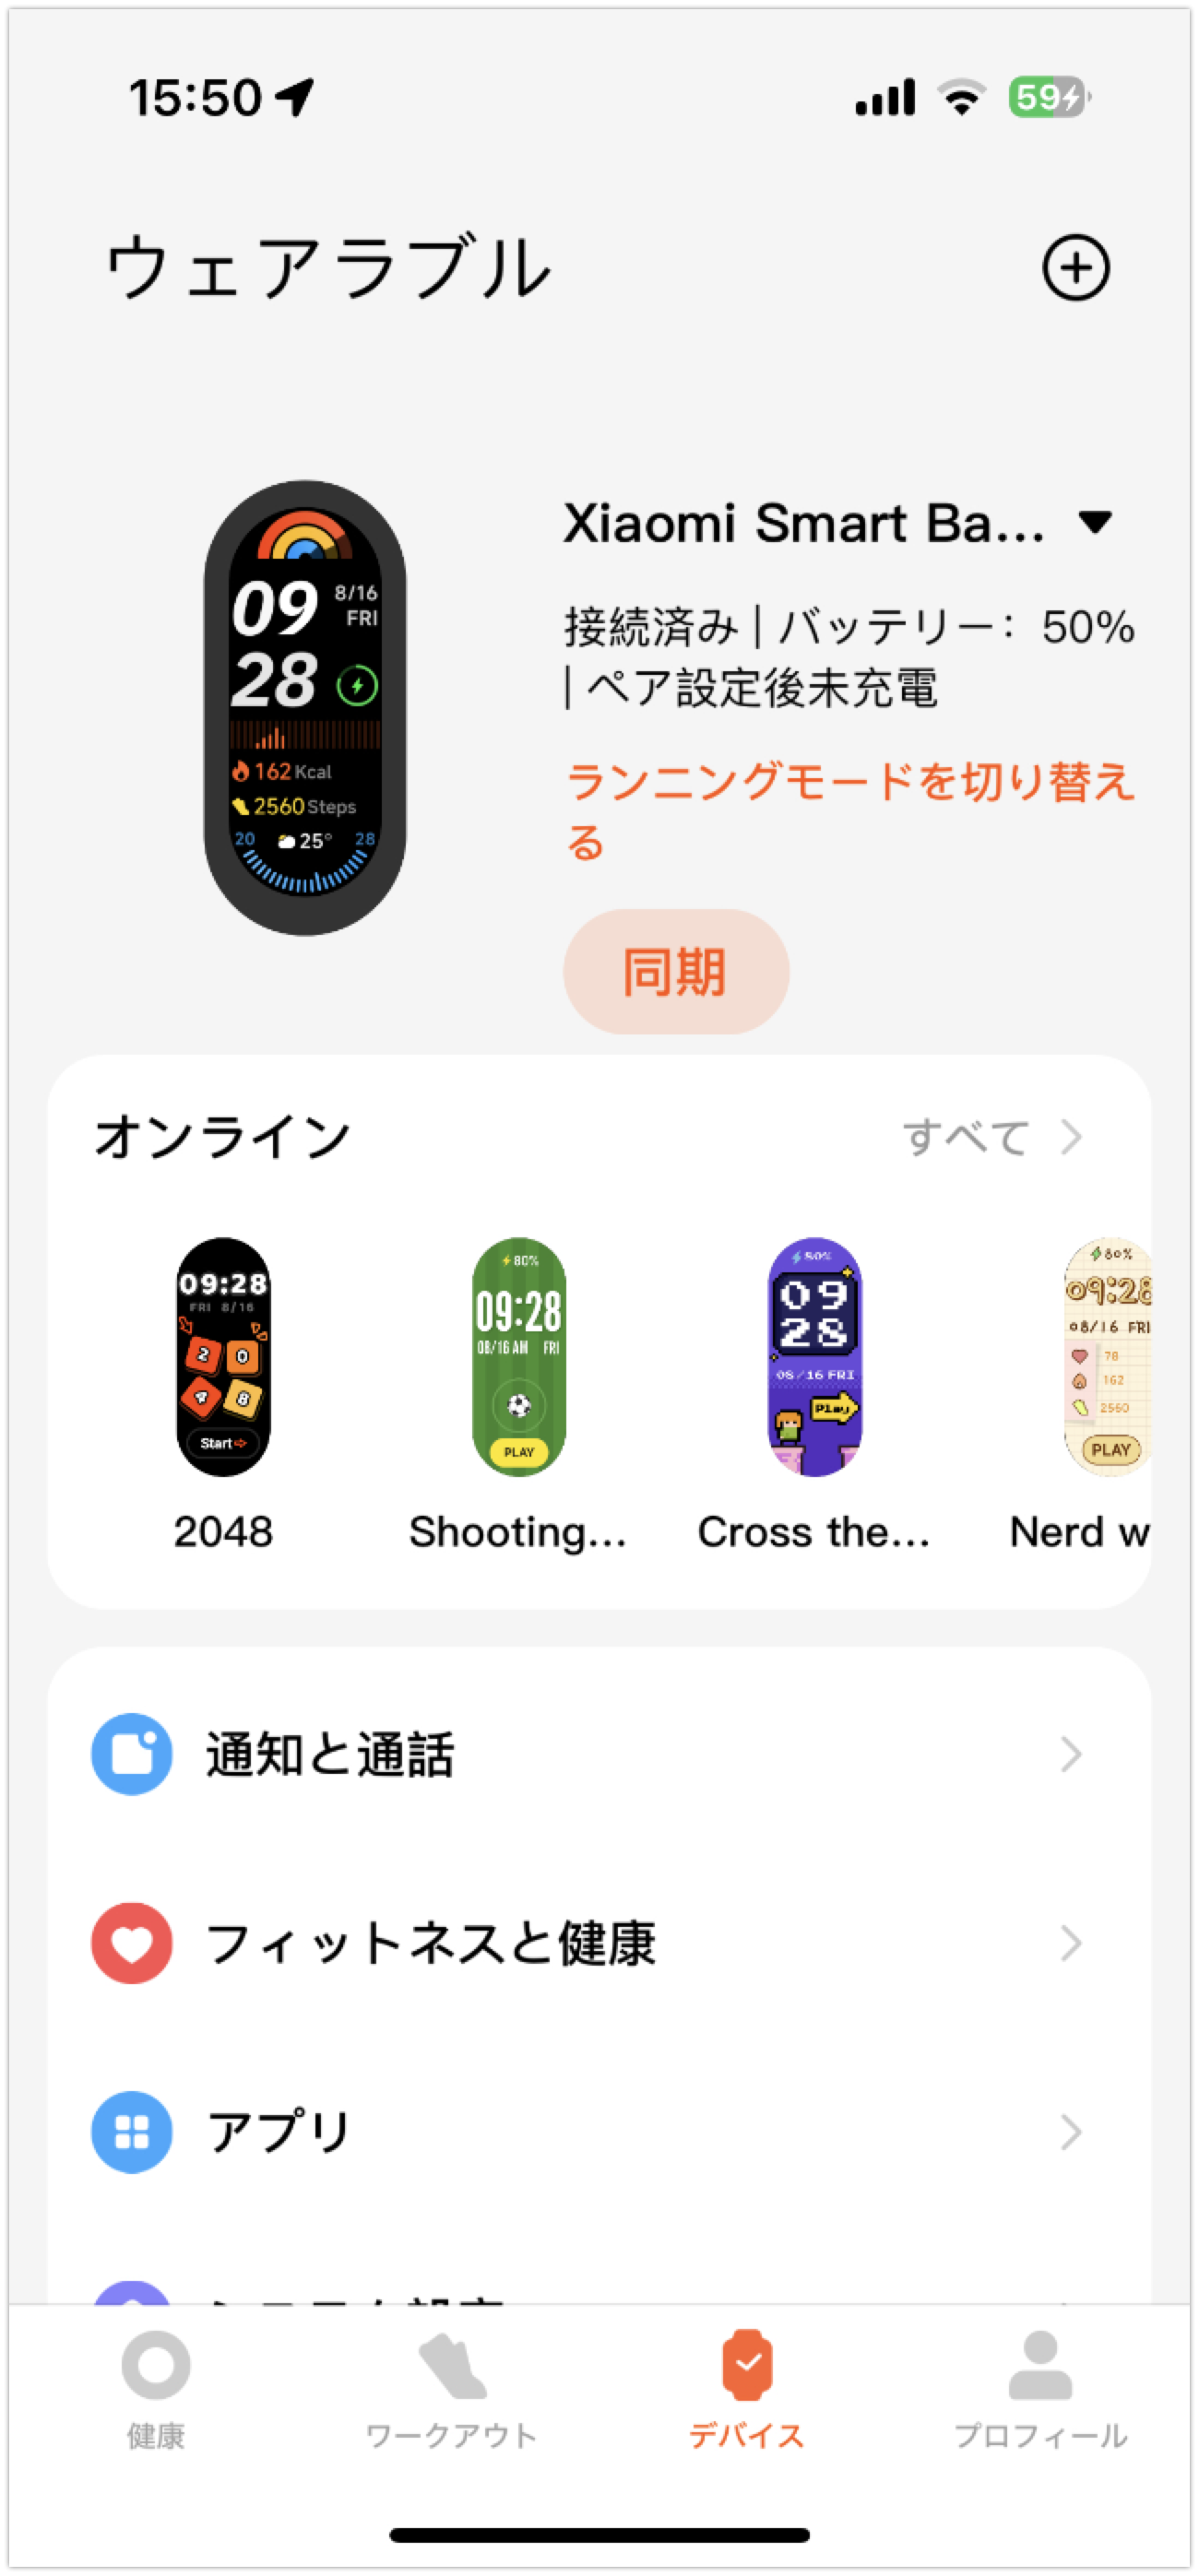 15:50
59
ウェアラブル
Xiaomi Smart Ba...
接続済み | バッテリー： 50%
| ペア設定後未充電
ランニングモードを切り替え
る
同期
09
8/16
FRI
28
162 Kcal
2560 Steps
20 25° 28
オンライン
すべて
09:28
FRI 8/16
2 0
4 8
Start
80%
09:28
08/16 AM FRI
PLAY
80%
09
28
08/16 FRI
Play
80%
09:28
08/16 FRI
78
162
2560
PLAY
2048
Shooting...
Cross the...
Nerd w
通知と通話
フィットネスと健康
アプリ
健康
ワークアウト
デバイス
プロフィール